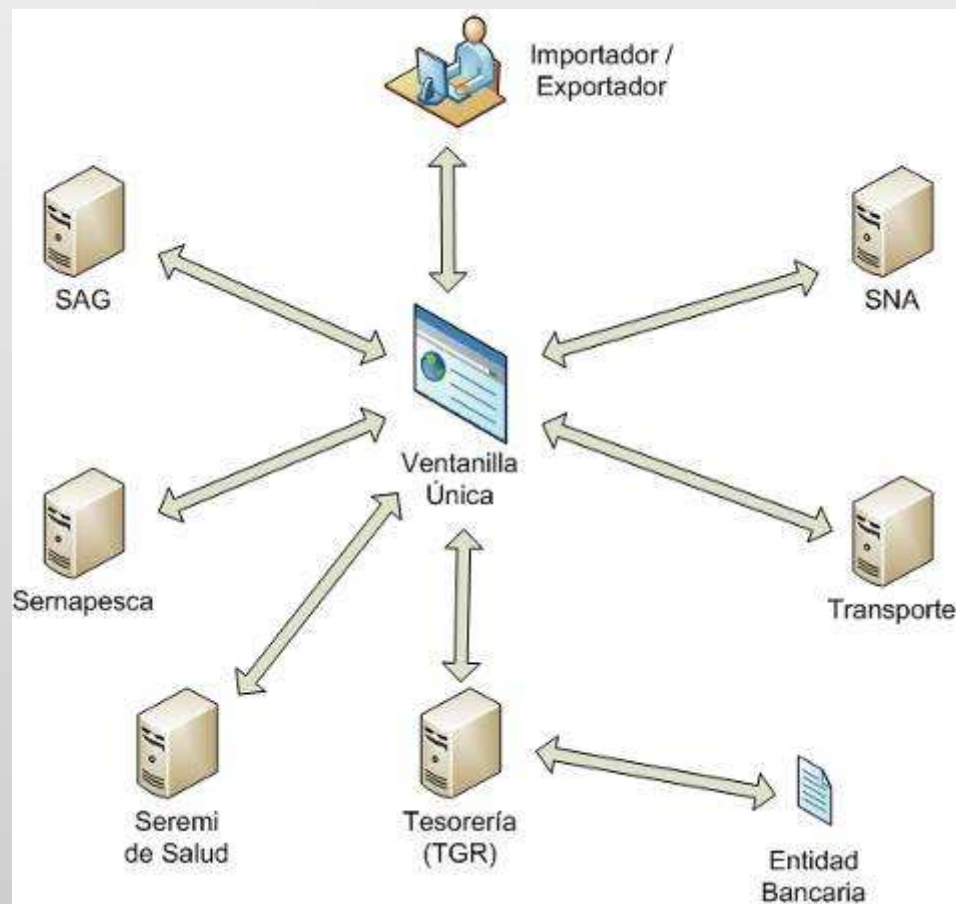 Importador /
Exportador
SAG
SNA
Ventanilla
Única
Sernapesca
Transporte
Seremi
de Salud
Tesorería
(TGR)
Entidad
Bancaria